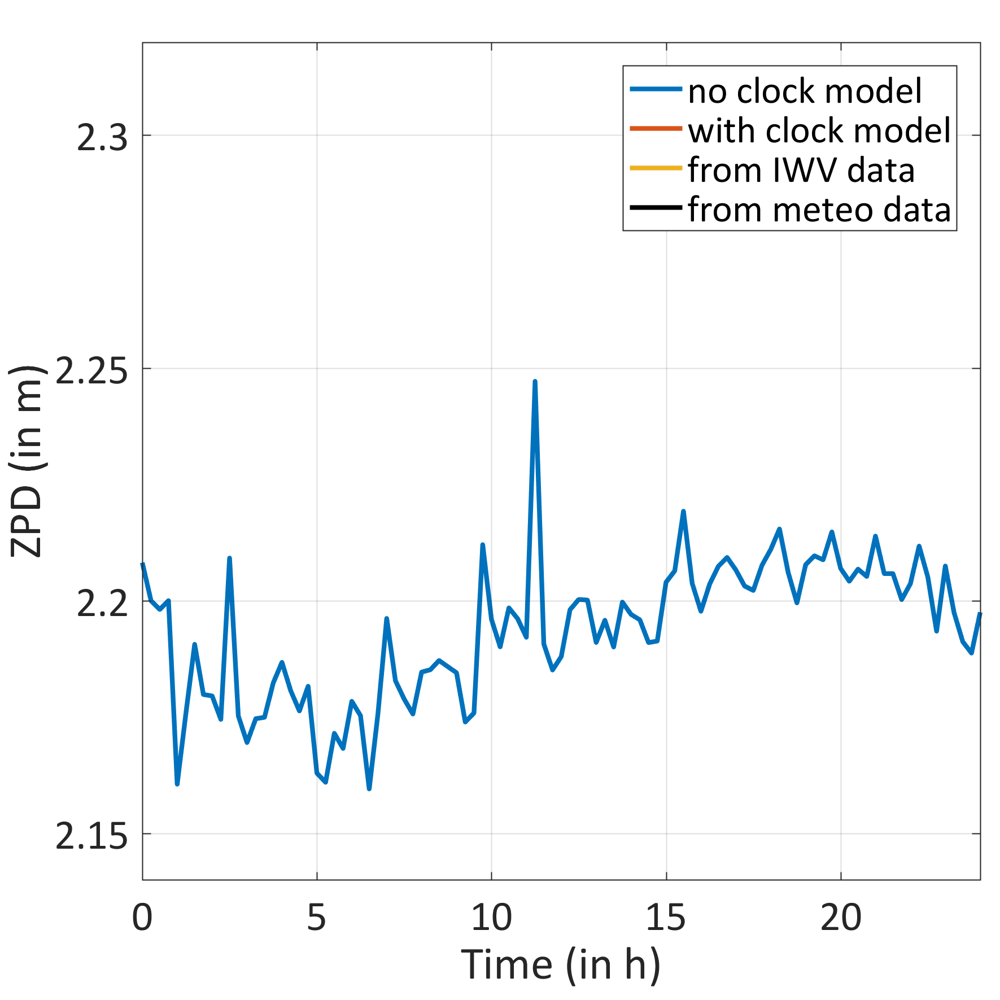 no clock model
with clock model
from IWV data
from meteo data
2.3
2.25
2.2
2.15
ZPD (in m)
0 5 10 15 20
Time (in h)